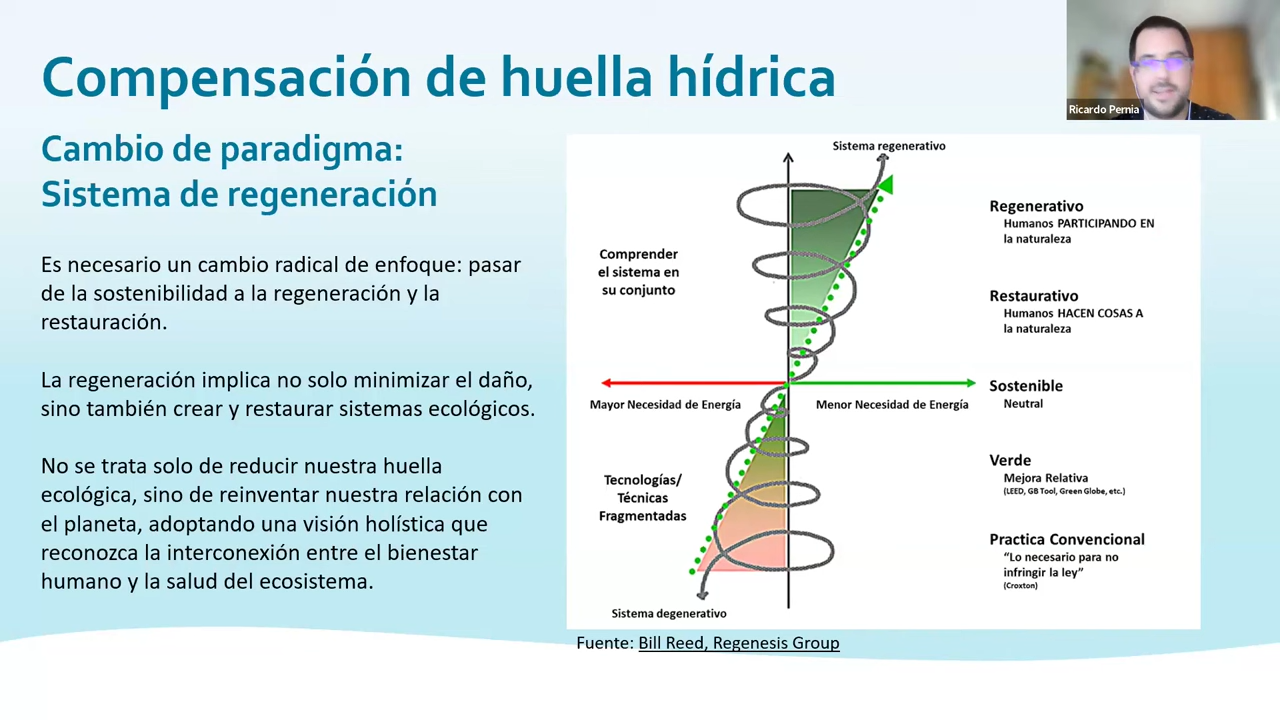 Compensación de huella hídrica
Ricardo Pernia
Cambio de paradigma:
Sistema de regeneración
Es necesario un cambio radical de enfoque: pasar
de la sostenibilidad a la regeneración y la
restauración.
La regeneración implica no solo minimizar el daño,
sino también crear y restaurar sistemas ecológicos.
No se trata solo de reducir nuestra huella
ecológica, sino de reinventar nuestra relación con
el planeta, adoptando una visión holística que
reconozca la interconexión entre el bienestar
humano y la salud del ecosistema.
Sistema regenerativo
Comprender
el sistema en
su conjunto
Mayor Necesidad de Energía
Menor Necesidad de Energía
Tecnologías/
Técnicas
Fragmentadas
Sistema degenerativo
Regenerativo
Humanos PARTICIPANDO EN
la naturaleza
Restaurativo
Humanos HACEN COSAS A
la naturaleza
Sostenible
Neutral
Verde
Mejora Relativa
(LEED, GB Tool, Green Globe, etc.)
Practica Convencional
“Lo necesario para no
infringir la ley”
(Croxton)
Fuente: Bill Reed, Regenesis Group